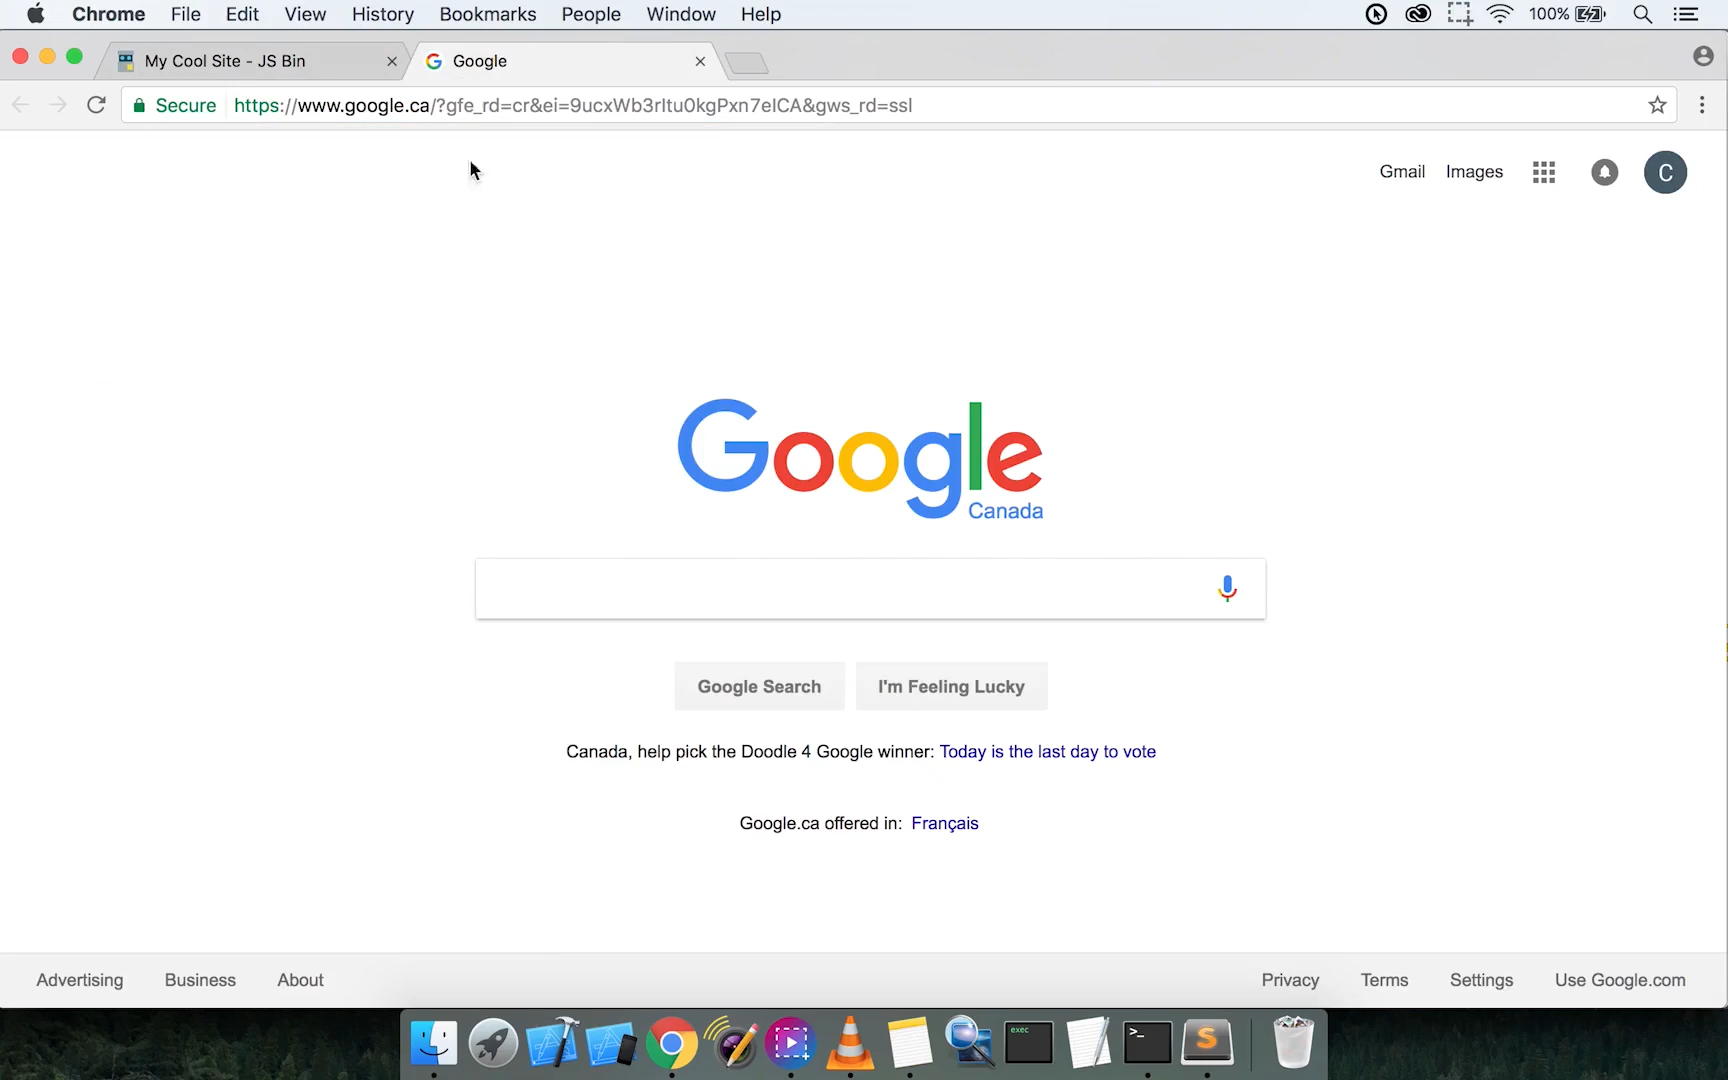 Chrome File Edit View History Bookmarks People Window Help 100%
My Cool Site - JS Bin
Google
Secure https://www.google.ca/?gfe_rd=cr&ei=9ucxWb3rItu0kgPxn7eICA&gws_rd=ssl
Gmail Images C
Google
Canada
Google Search I'm Feeling Lucky
Canada, help pick the Doodle 4 Google winner: Today is the last day to vote
Google.ca offered in: Français
Advertising Business About Privacy Terms Settings Use Google.com
exec
>_
S